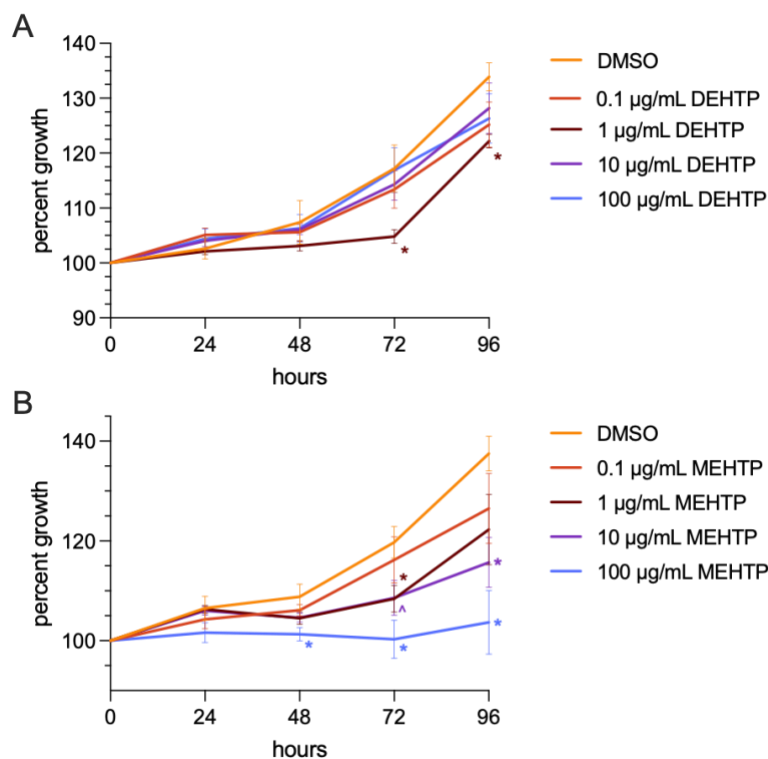 A
140
130
120
110
100
90
percent growth
0 24 48 72 96
hours
*
*
DMSO
0.1 µg/mL DEHTP
1 µg/mL DEHTP
10 µg/mL DEHTP
100 µg/mL DEHTP
B
140
120
100
percent growth
0 24 48 72 96
hours
*
^
*
*
*
*
DMSO
0.1 µg/mL MEHTP
1 µg/mL MEHTP
10 µg/mL MEHTP
100 µg/mL MEHTP